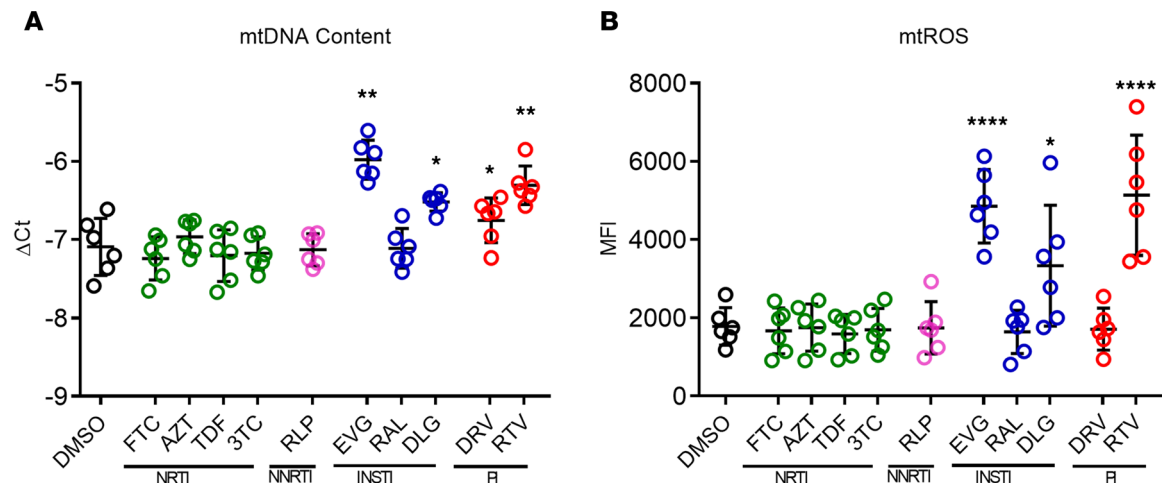 A
mtDNA Content
ΔCt
-5
-6
-7
-8
-9
**
*
*
**
DMSO
FTC
AZT
TDF
3TC
RLP
EVG
RAL
DLG
DRV
RTV
NRTI
NNRTI
INSTI
PI
B
mtROS
MFI
8000
6000
4000
2000
0
****
*
****
DMSO
FTC
AZT
TDF
3TC
RLP
EVG
RAL
DLG
DRV
RTV
NRTI
NNRTI
INSTI
PI